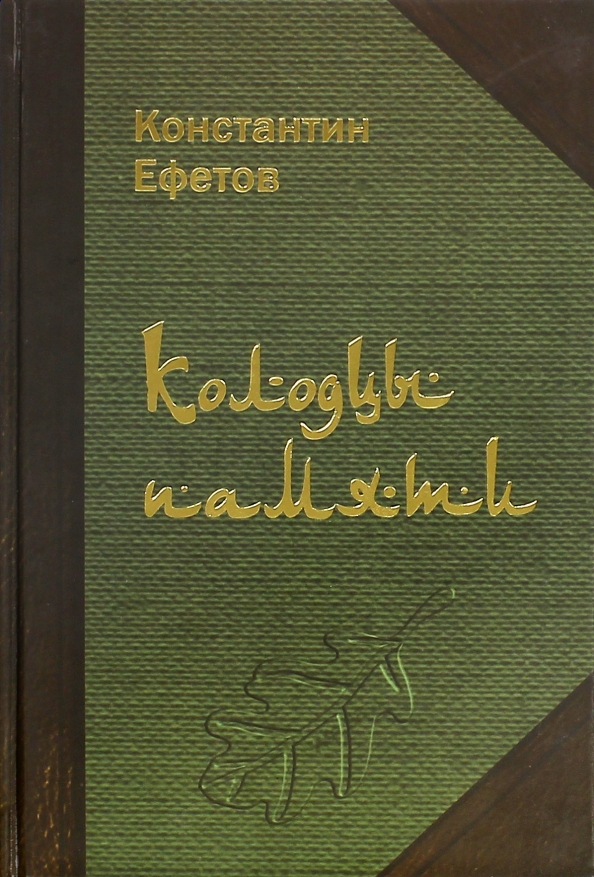 Константин
Ефетов
Колодцы
памяти